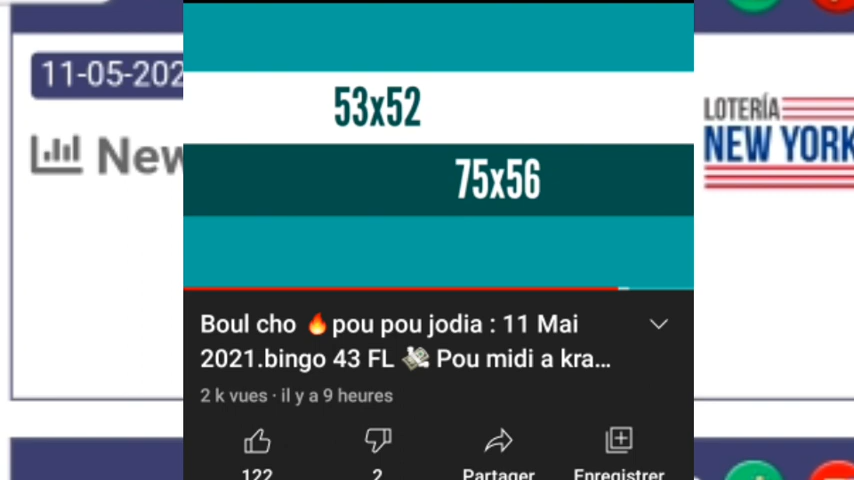 11-05-202
New
LOTERÍA
NEW YORK
53x52
75x56
Boul cho 🔥pou pou jodia : 11 Mai
2021.bingo 43 FL 💸 Pou midi a kra...
2 k vues · il y a 9 heures
122
2
Partager
Enregistrer